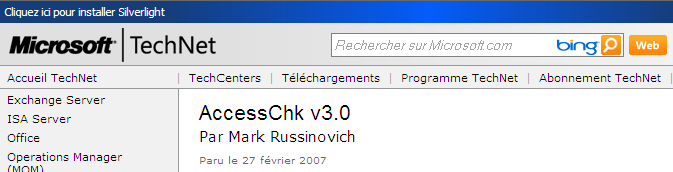 Cliquez ici pour installer Silverlight
Microsoft | TechNet
Rechercher sur Microsoft.com bing Web
Accueil TechNet | TechCenters | Téléchargements | Programme TechNet | Abonnement TechNet |
Exchange Server
ISA Server
Office
Operations Manager
(MOM)
AccessChk v3.0
Par Mark Russinovich
Paru le 27 février 2007